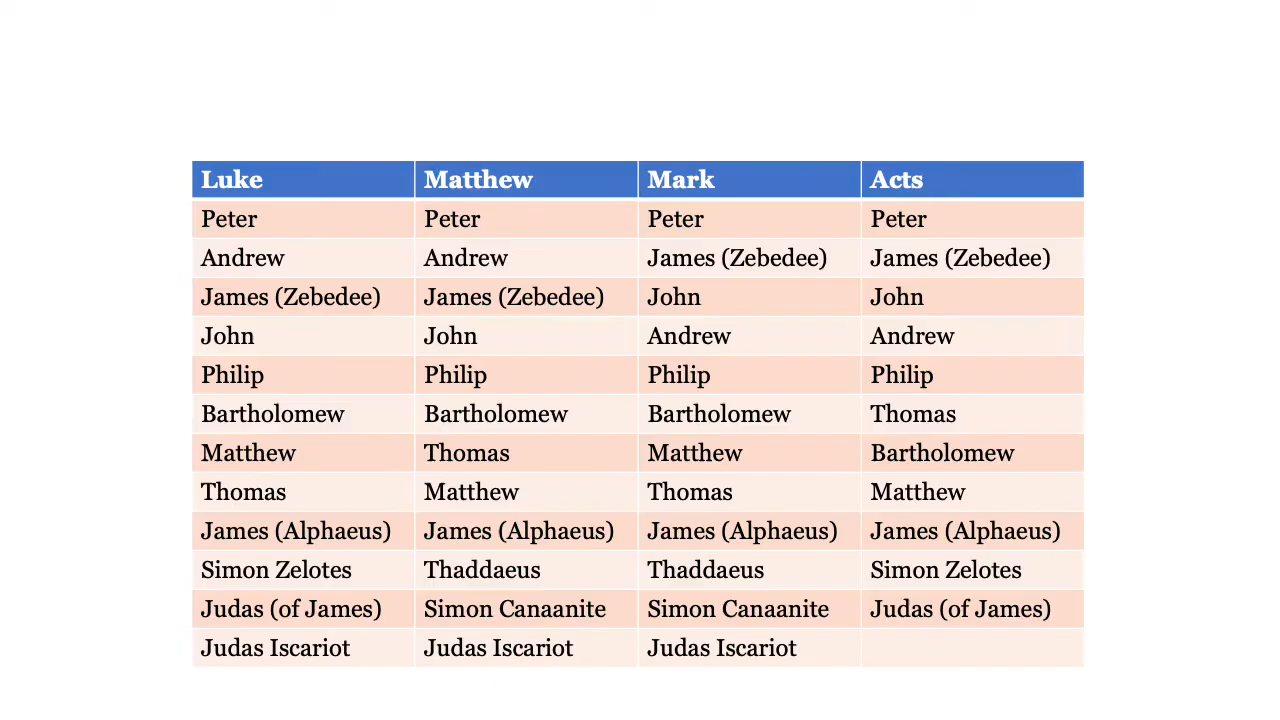 Luke Matthew Mark Acts
Peter Peter Peter Peter
Andrew Andrew James (Zebedee) James (Zebedee)
James (Zebedee) James (Zebedee) John John
John John Andrew Andrew
Philip Philip Philip Philip
Bartholomew Bartholomew Bartholomew Thomas
Matthew Thomas Matthew Bartholomew
Thomas Matthew Thomas Matthew
James (Alphaeus) James (Alphaeus) James (Alphaeus) James (Alphaeus)
Simon Zelotes Thaddaeus Thaddaeus Simon Zelotes
Judas (of James) Simon Canaanite Simon Canaanite Judas (of James)
Judas Iscariot Judas Iscariot Judas Iscariot